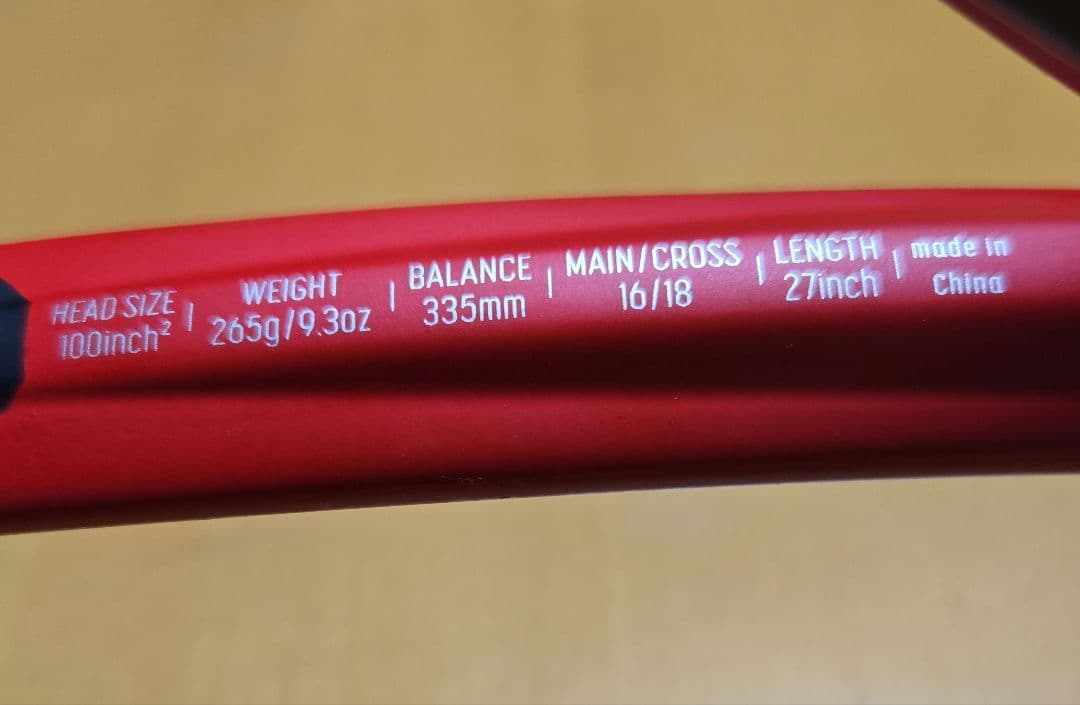 HEAD SIZE | WEIGHT | BALANCE | MAIN/CROSS | LENGTH | made in
100inch² | 265g/9.3oz | 335mm | 16/18 | 27inch | China